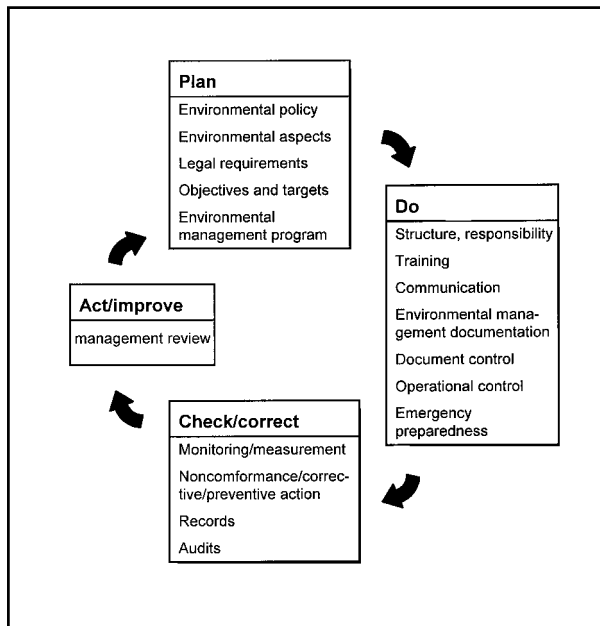 Plan
Environmental policy
Environmental aspects
Legal requirements
Objectives and targets
Environmental
management program
Do
Structure, responsibility
Training
Communication
Environmental mana-
gement documentation
Document control
Operational control
Emergency
preparedness
Check/correct
Monitoring/measurement
Noncomformance/correc-
tive/preventive action
Records
Audits
Act/improve
management review